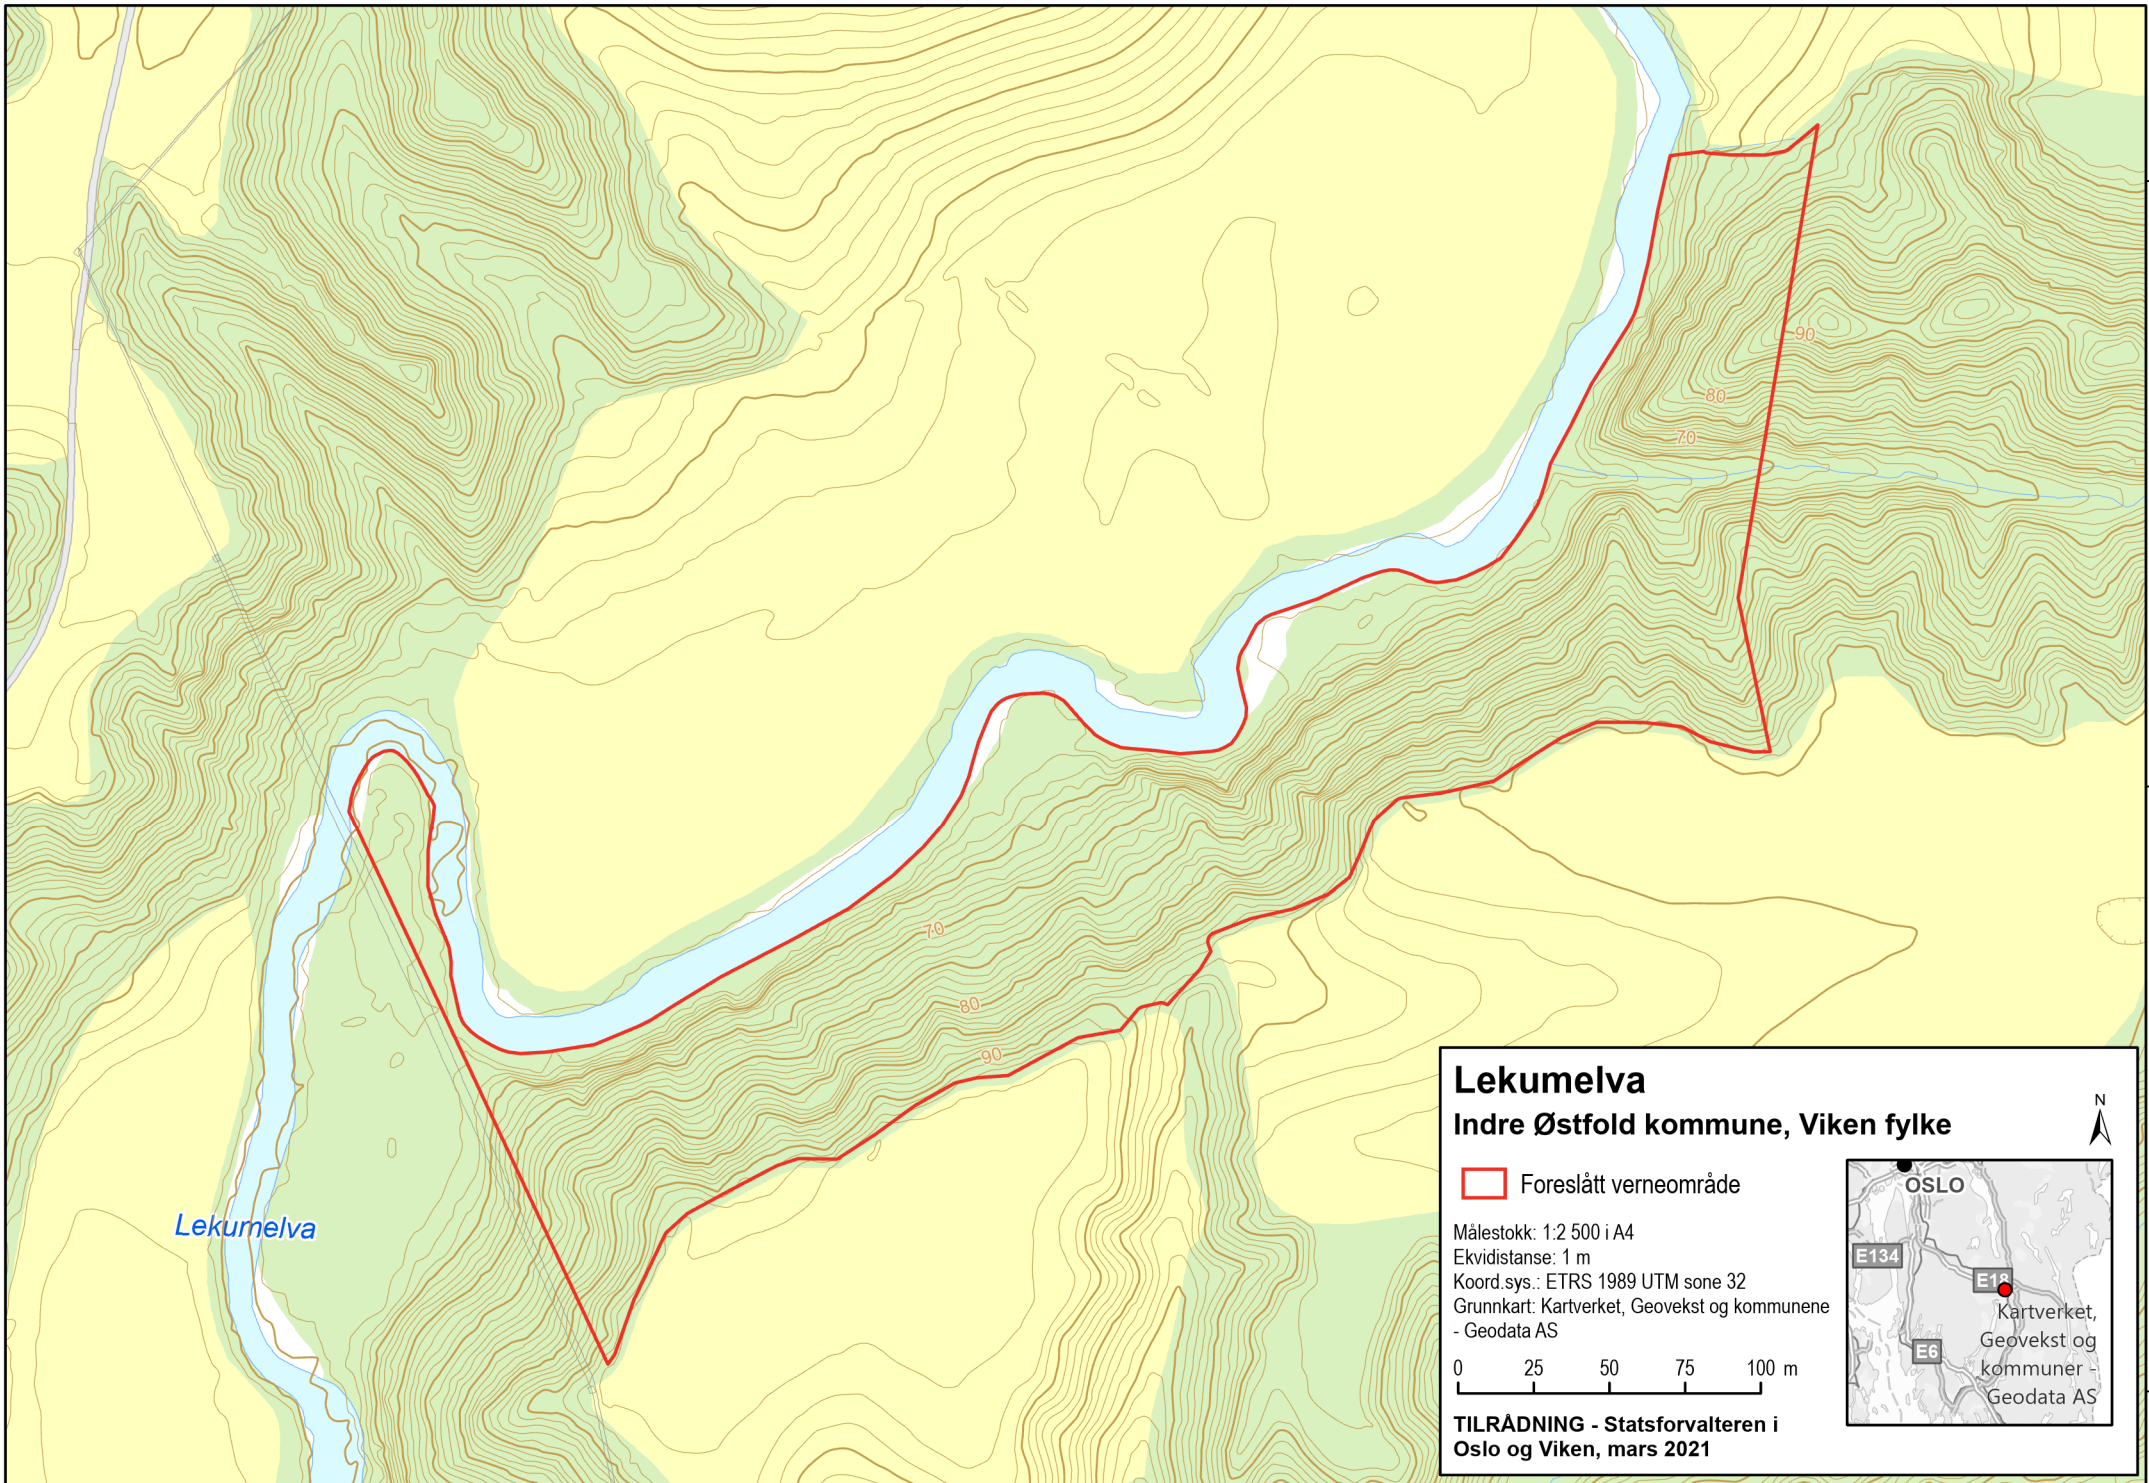 90
80
70
70
80
90
Lekumelva
Lekumelva
Indre Østfold kommune, Viken fylke
N
Foreslått verneområde
Målestokk: 1:2 500 i A4
Ekvidistanse: 1 m
Koord.sys.: ETRS 1989 UTM sone 32
Grunnkart: Kartverket, Geovekst og kommunene
- Geodata AS
0 25 50 75 100 m
TILRÅDNING - Statsforvalteren i
Oslo og Viken, mars 2021
OSLO
E134
E18
E6
Kartverket,
Geovekst og
kommuner -
Geodata AS